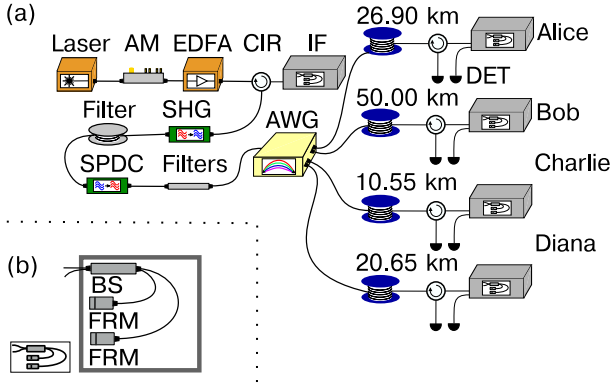 (a)
Laser AM EDFA CIR IF
Filter SHG AWG
SPDC Filters
26.90 km Alice
DET
50.00 km Bob
Charlie
10.55 km
Diana
20.65 km
(b)
BS
FRM
FRM